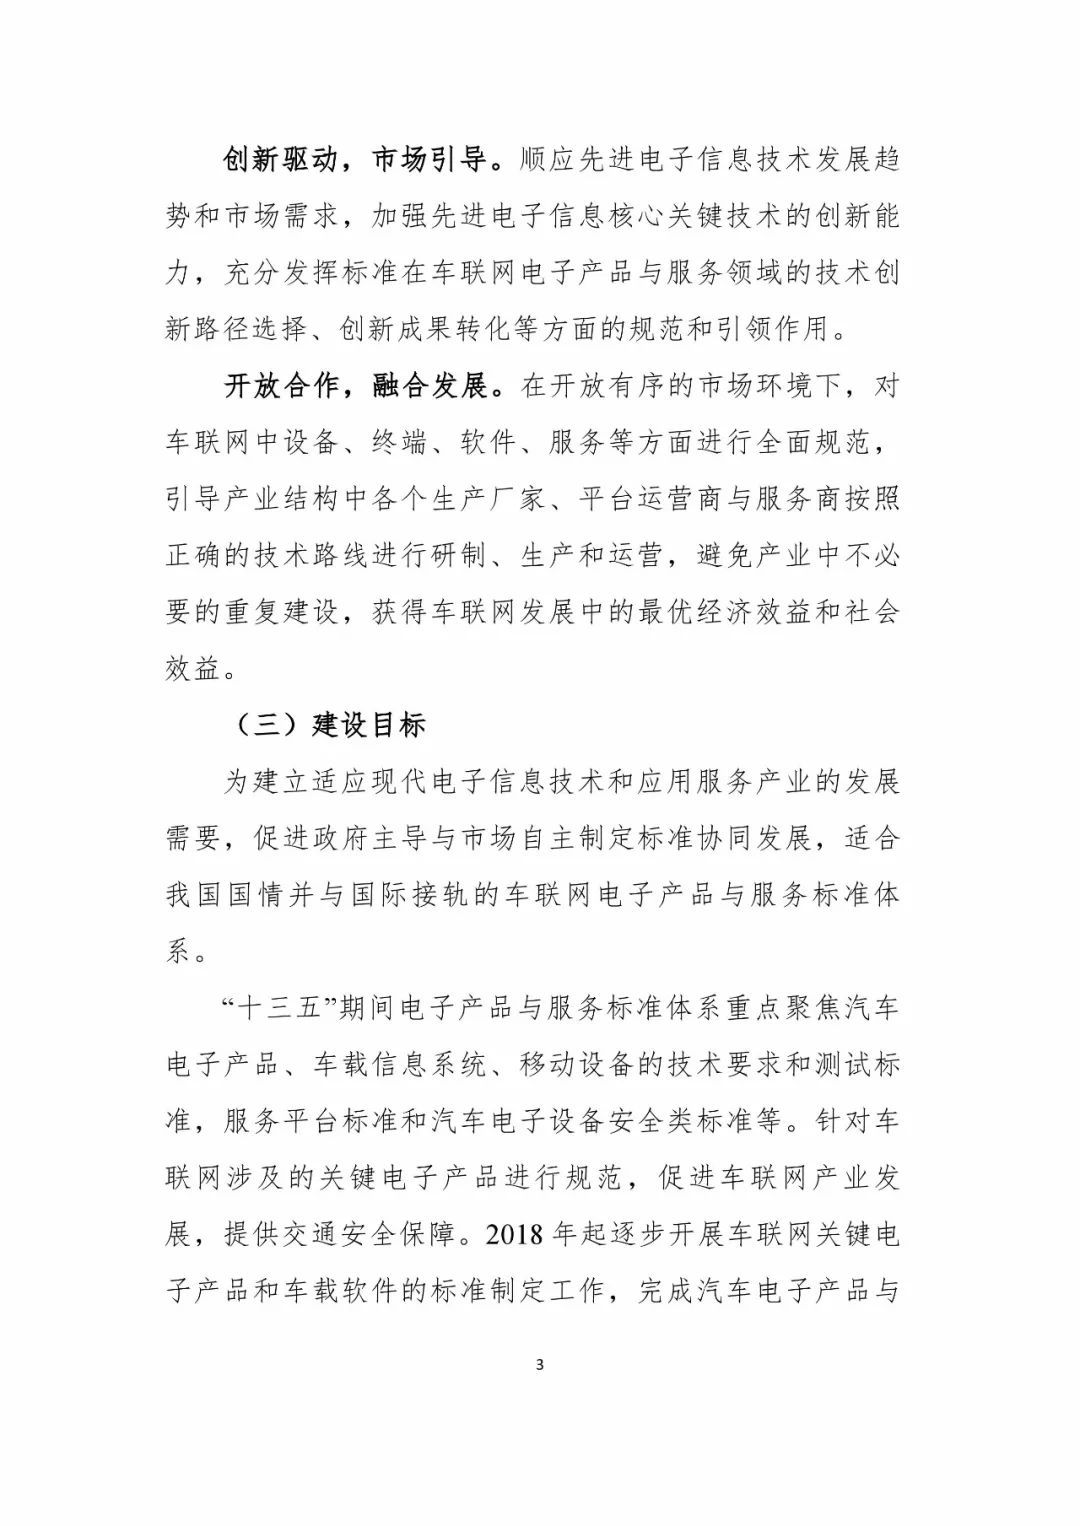 创新驱动，市场引导。顺应先进电子信息技术发展趋
势和市场需求，加强先进电子信息核心关键技术的创新能
力，充分发挥标准在车联网电子产品与服务领域的技术创
新路径选择、创新成果转化等方面的规范和引领作用。
开放合作，融合发展。在开放有序的市场环境下，对
车联网中设备、终端、软件、服务等方面进行全面规范，
引导产业结构中各个生产厂家、平台运营商与服务商按照
正确的技术路线进行研制、生产和运营，避免产业中不必
要的重复建设，获得车联网发展中的最优经济效益和社会
效益。
（三）建设目标
为建立适应现代电子信息技术和应用服务产业的发展
需要，促进政府主导与市场自主制定标准协同发展，适合
我国国情并与国际接轨的车联网电子产品与服务标准体
系。
“十三五”期间电子产品与服务标准体系重点聚焦汽车
电子产品、车载信息系统、移动设备的技术要求和测试标
准，服务平台标准和汽车电子设备安全类标准等。针对车
联网涉及的关键电子产品进行规范，促进车联网产业发
展，提供交通安全保障。2018 年起逐步开展车联网关键电
子产品和车载软件的标准制定工作，完成汽车电子产品与
3